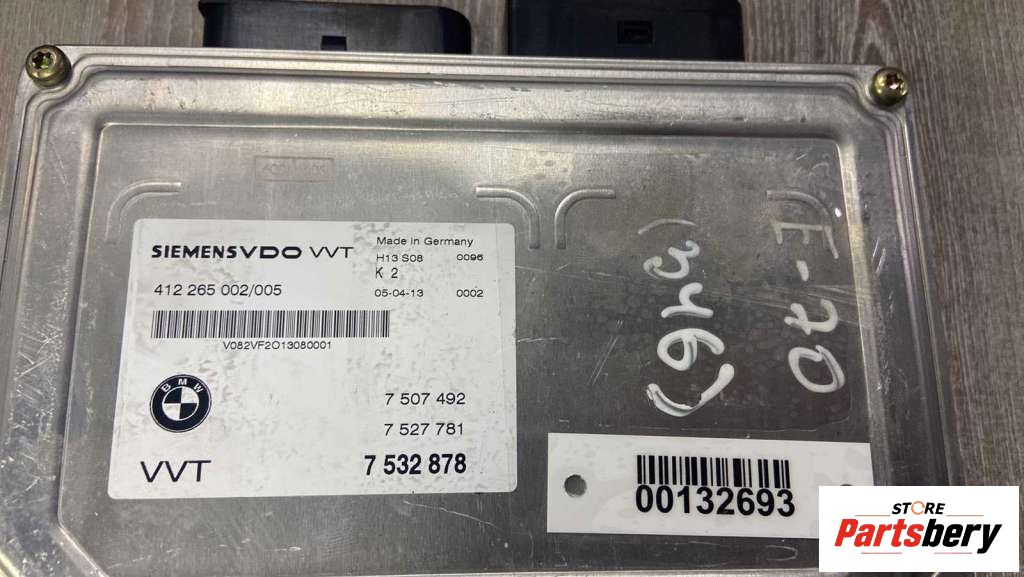 SIEMENSVDO VVT
Made in Germany
H13 S08 0096
K 2
412 265 002/005
05-04-13 0002
V082VF2O13080001
BMW
7 507 492
7 527 781
VVT
7 532 878
E-70
00132693
STORE
Partsbery